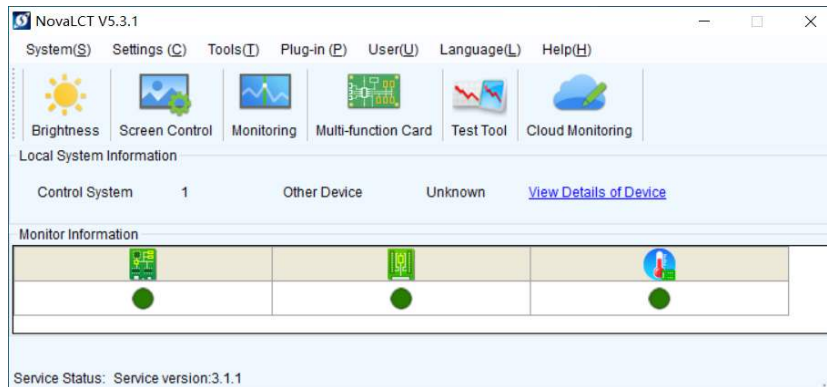 NovaLCT V5.3.1
System(S) Settings (C) Tools(T) Plug-in (P) User(U) Language(L) Help(H)
Brightness Screen Control Monitoring Multi-function Card Test Tool Cloud Monitoring
Local System Information
Control System 1 Other Device Unknown View Details of Device
Monitor Information
Service Status: Service version:3.1.1